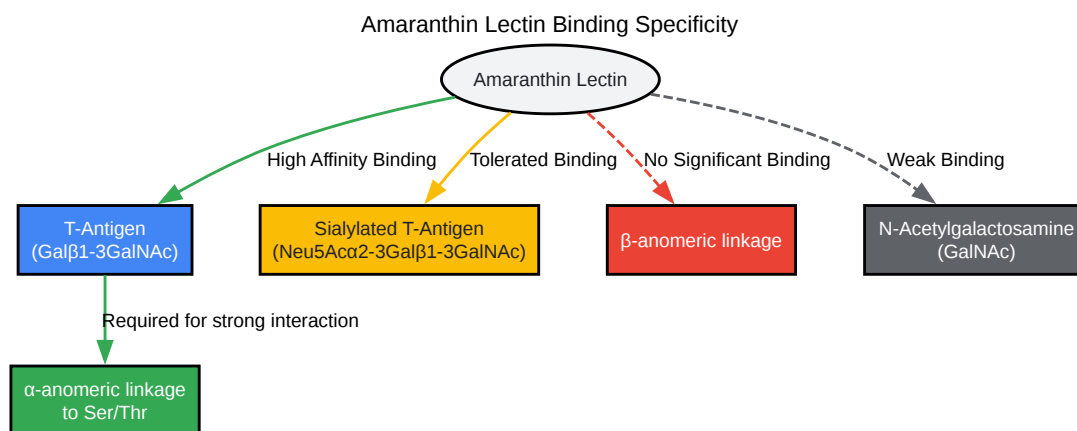 Amaranthin Lectin Binding Specificity
Amaranthin Lectin
High Affinity Binding
Tolerated Binding
No Significant Binding
Weak Binding
T-Antigen
(Galβ1-3GalNAc)
Sialylated T-Antigen
(Neu5Acα2-3Galβ1-3GalNAc)
β-anomeric linkage
N-Acetylgalactosamine
(GalNAc)
Required for strong interaction
α-anomeric linkage
to Ser/Thr